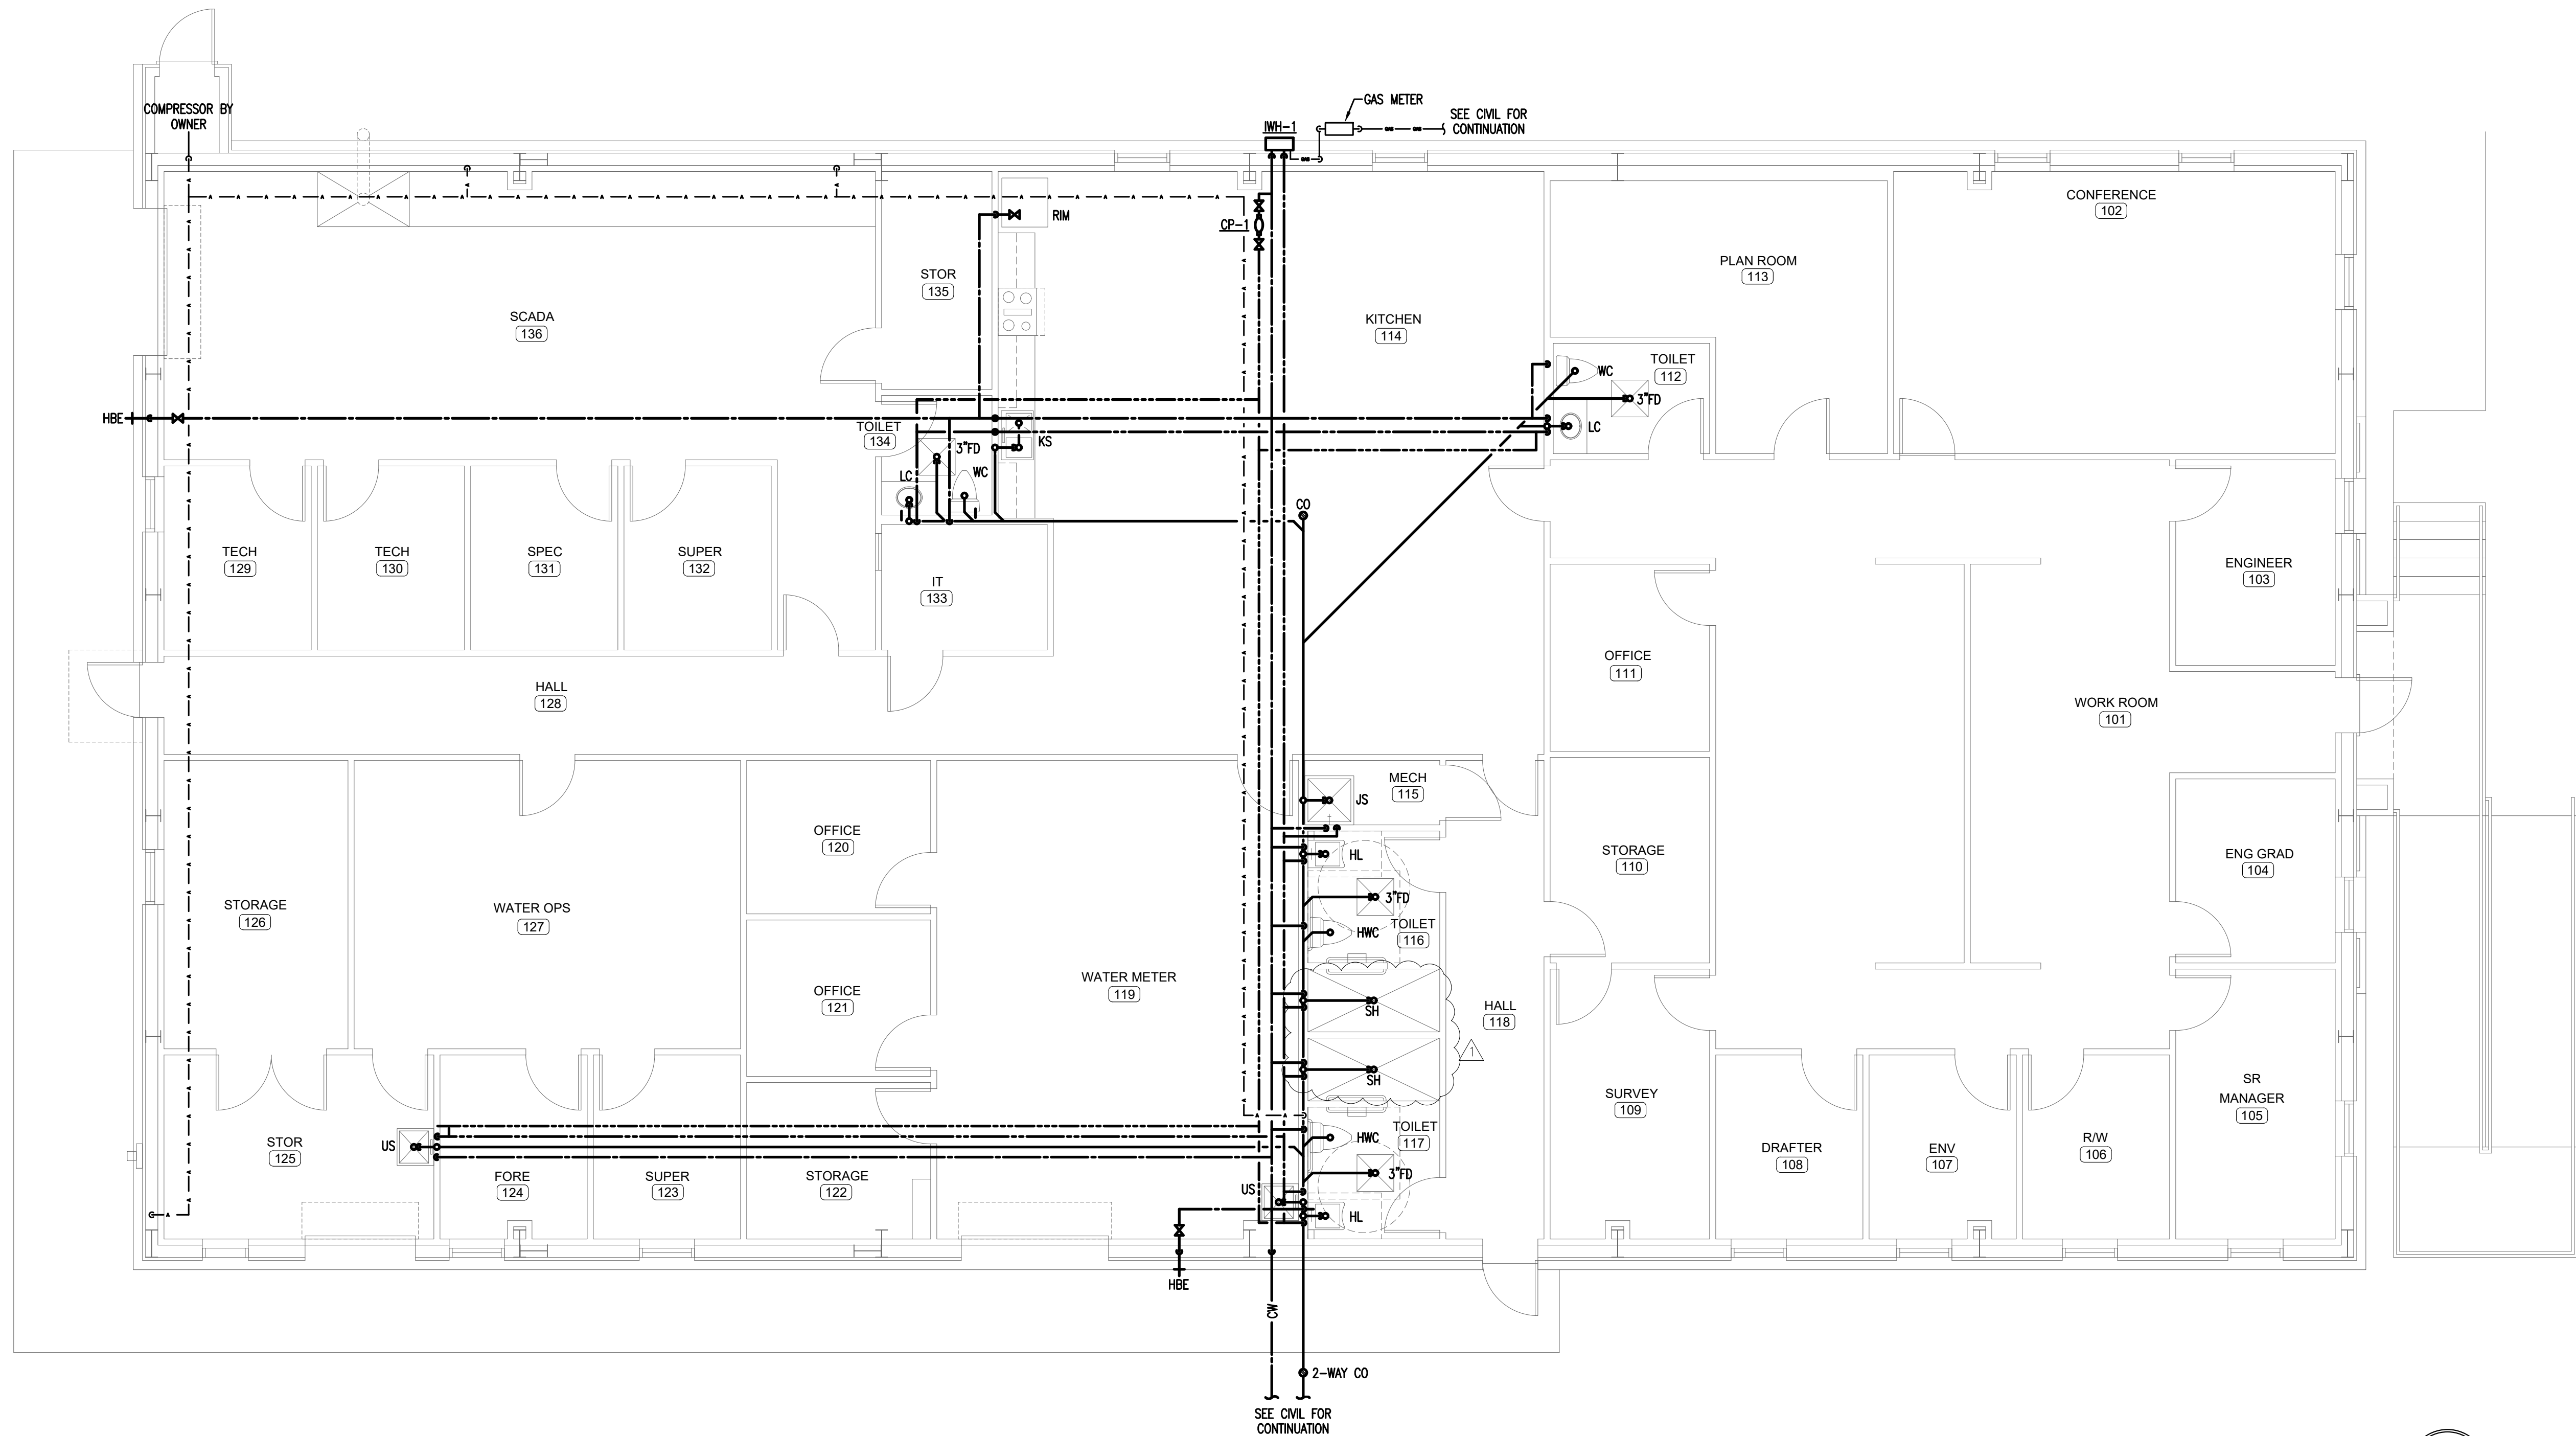 GAS METER
SEE CIVIL FOR
CONTINUATION
COMPRESSOR BY
OWNER
IWH-1
GAS
GAS
GAS
CONFERENCE
102
RIM
CP-1
PLAN ROOM
113
STOR
135
SCADA
136
KITCHEN
114
TOILET
112
WC
3"FD
HBE
TOILET
134
KS
LC
3"FD
WC
LC
CO
TECH
129
TECH
130
SPEC
131
SUPER
132
IT
133
ENGINEER
103
OFFICE
111
HALL
128
WORK ROOM
101
MECH
115
JS
OFFICE
120
HL
STORAGE
110
ENG GRAD
104
3"FD
STORAGE
126
WATER OPS
127
TOILET
116
HWC
WATER METER
119
OFFICE
121
SH
HALL
118
1
SH
SURVEY
109
SR
MANAGER
105
STOR
125
US
TOILET
117
HWC
DRAFTER
108
ENV
107
R/W
106
FORE
124
SUPER
123
STORAGE
122
3"FD
US
HL
HBE
CW
2-WAY CO
SEE CIVIL FOR
CONTINUATION